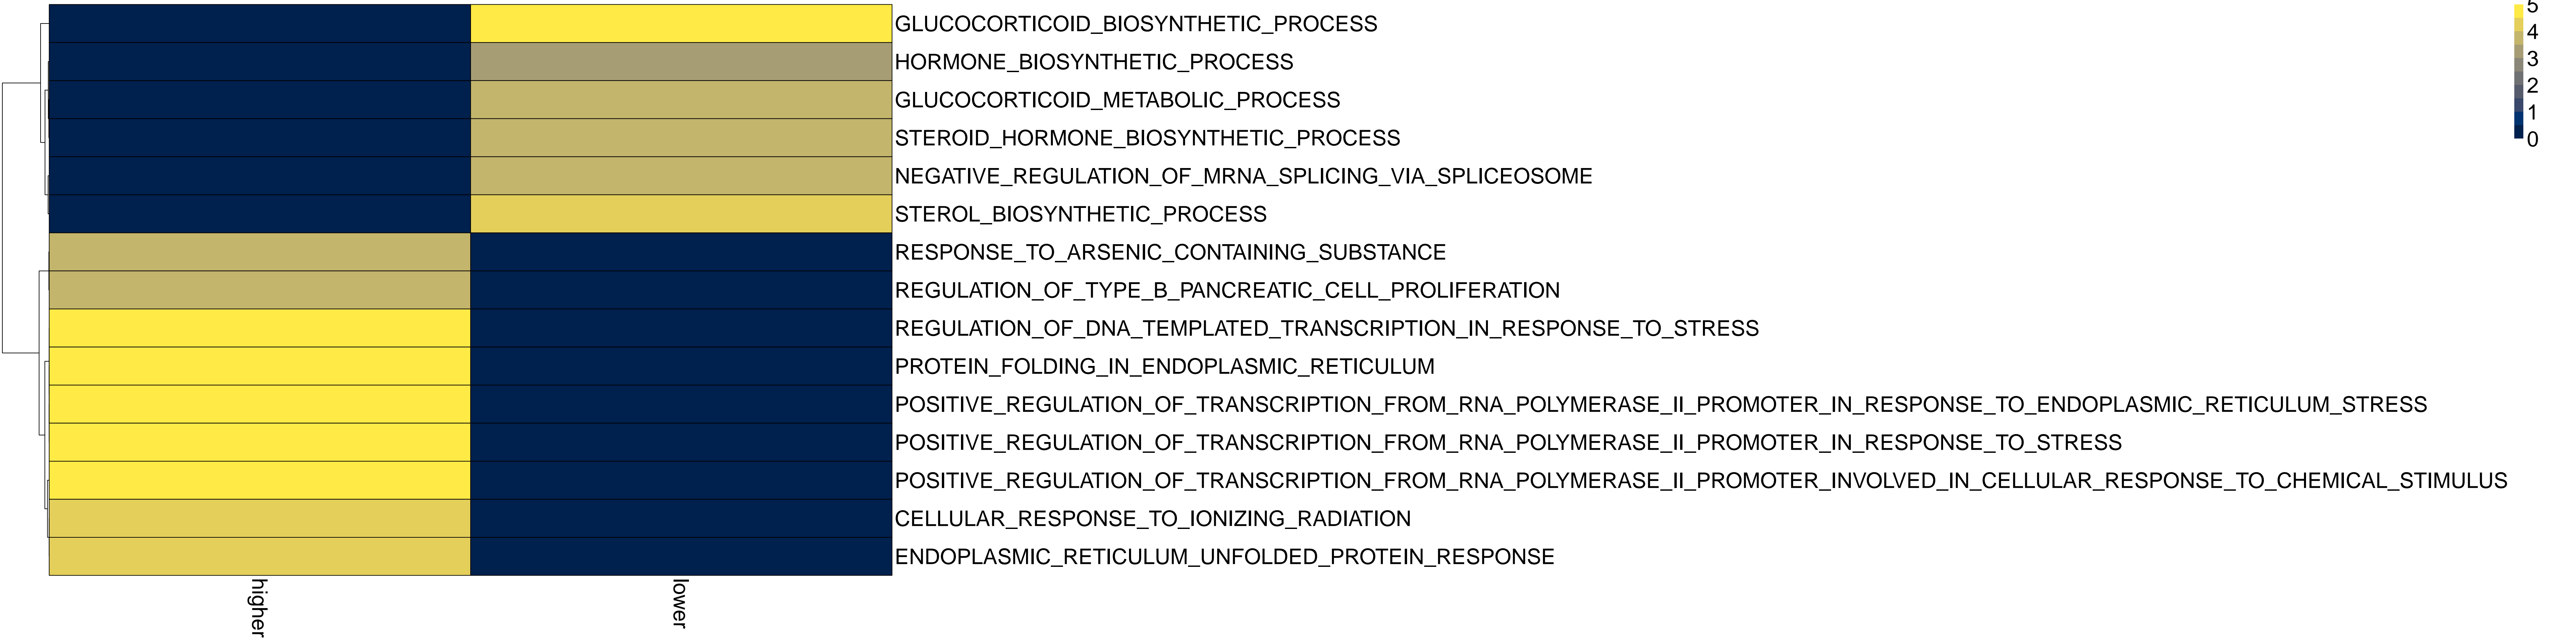 GLUCOCORTICOID_BIOSYNTHETIC_PROCESS
HORMONE_BIOSYNTHETIC_PROCESS
GLUCOCORTICOID_METABOLIC_PROCESS
STEROID_HORMONE_BIOSYNTHETIC_PROCESS
NEGATIVE_REGULATION_OF_MRNA_SPLICING_VIA_SPLICEOSOME
STEROL_BIOSYNTHETIC_PROCESS
RESPONSE_TO_ARSENIC_CONTAINING_SUBSTANCE
REGULATION_OF_TYPE_B_PANCREATIC_CELL_PROLIFERATION
REGULATION_OF_DNA_TEMPLATED_TRANSCRIPTION_IN_RESPONSE_TO_STRESS
PROTEIN_FOLDING_IN_ENDOPLASMIC_RETICULUM
POSITIVE_REGULATION_OF_TRANSCRIPTION_FROM_RNA_POLYMERASE_II_PROMOTER_IN_RESPONSE_TO_ENDOPLASMIC_RETICULUM_STRESS
POSITIVE_REGULATION_OF_TRANSCRIPTION_FROM_RNA_POLYMERASE_II_PROMOTER_IN_RESPONSE_TO_STRESS
POSITIVE_REGULATION_OF_TRANSCRIPTION_FROM_RNA_POLYMERASE_II_PROMOTER_INVOLVED_IN_CELLULAR_RESPONSE_TO_CHEMICAL_STIMULUS
CELLULAR_RESPONSE_TO_IONIZING_RADIATION
ENDOPLASMIC_RETICULUM_UNFOLDED_PROTEIN_RESPONSE
higher
lower
5
4
3
2
1
0